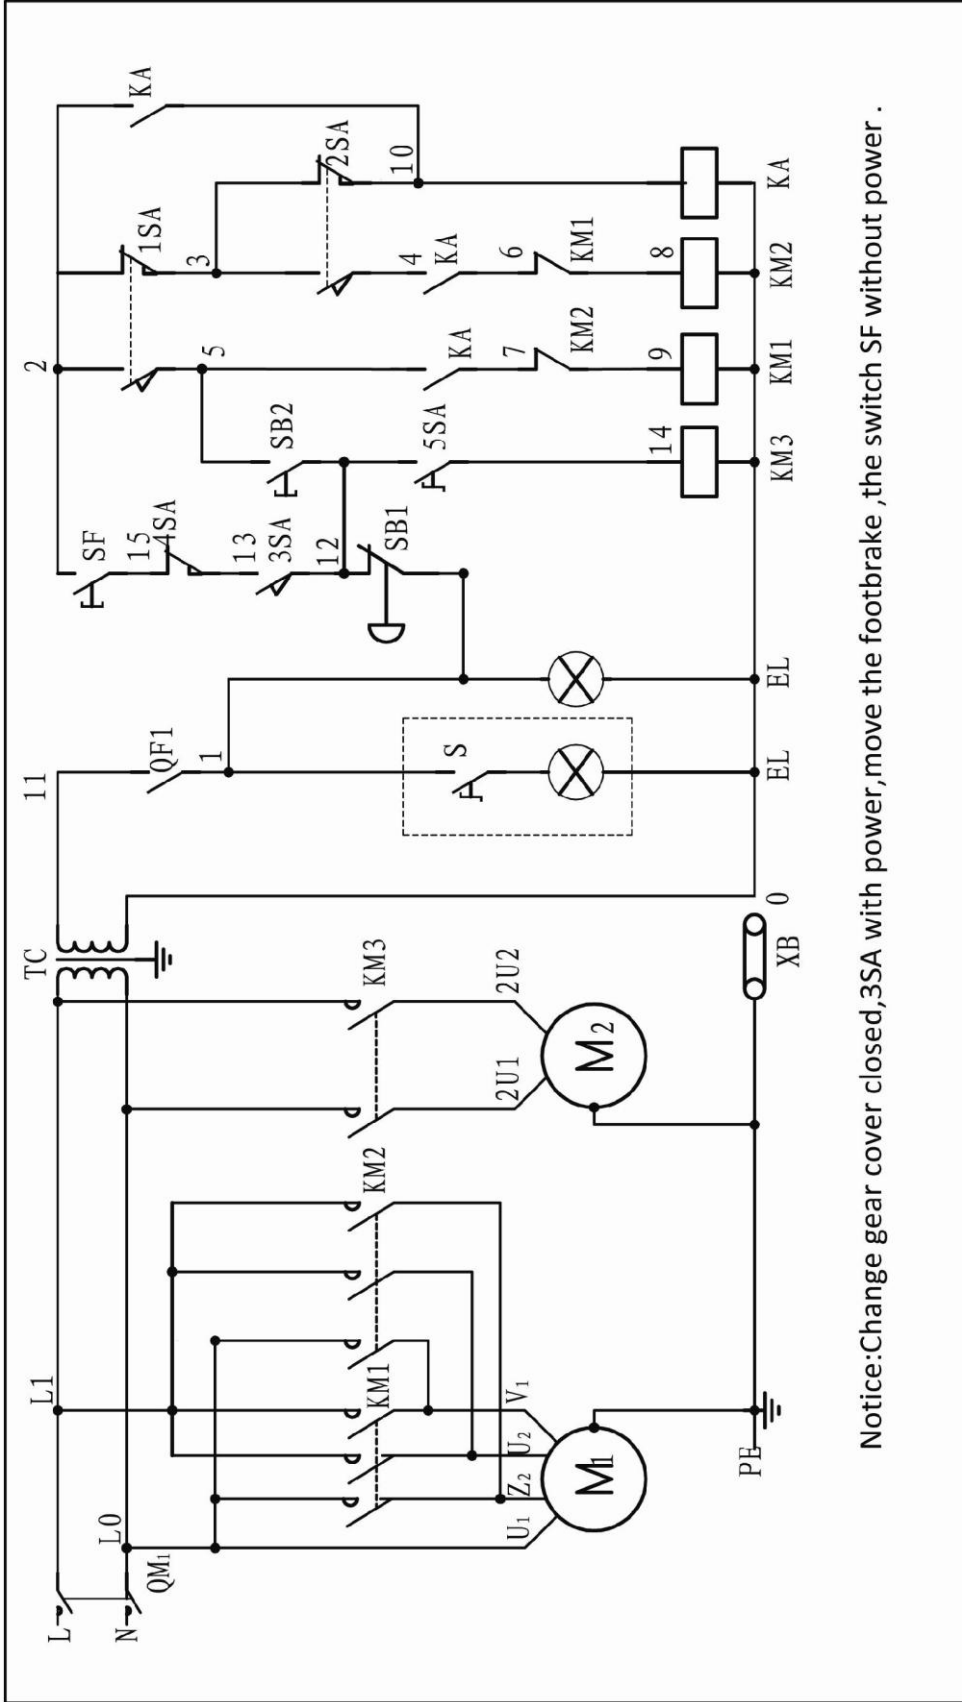 TC 11 2
L1
L
SF
L0
N
15 KA
1SA
QM1 QF1 4SA
3
1 5
13
3SA SB2
12 2SA
KM1 KM2 KM3
SB1 10
4
5SA KA
S KA
U1 Z2 U2 V1 2U1 2U2 7 6
KM2 KM1
M1 M2
14 9 8
PE
XB 0 EL EL KM3 KM1 KM2 KA
Notice:Change gear cover closed,3SA with power,move the footbrake ,the switch SF without power .